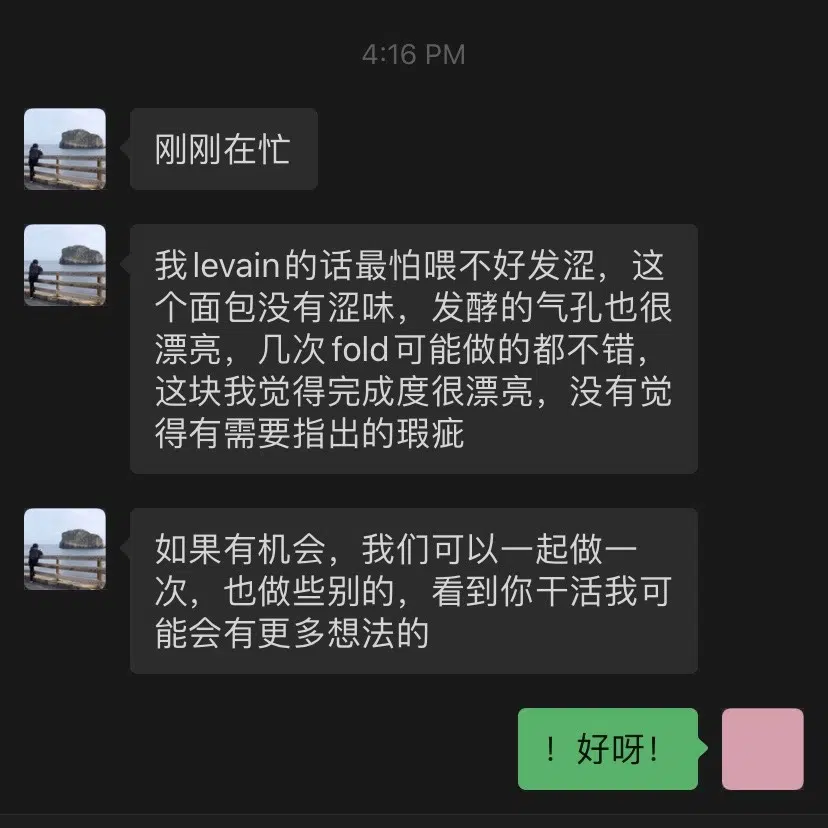 4:16 PM
刚刚在忙
我levain的话最怕喂不好发涩，这
个面包没有涩味，发酵的气孔也很
漂亮，几次fold可能做的都不错，
这块我觉得完成度很漂亮，没有觉
得有需要指出的瑕疵
如果有机会，我们可以一起做一
次，也做些别的，看到你干活我可
能会有更多想法的
！好呀！